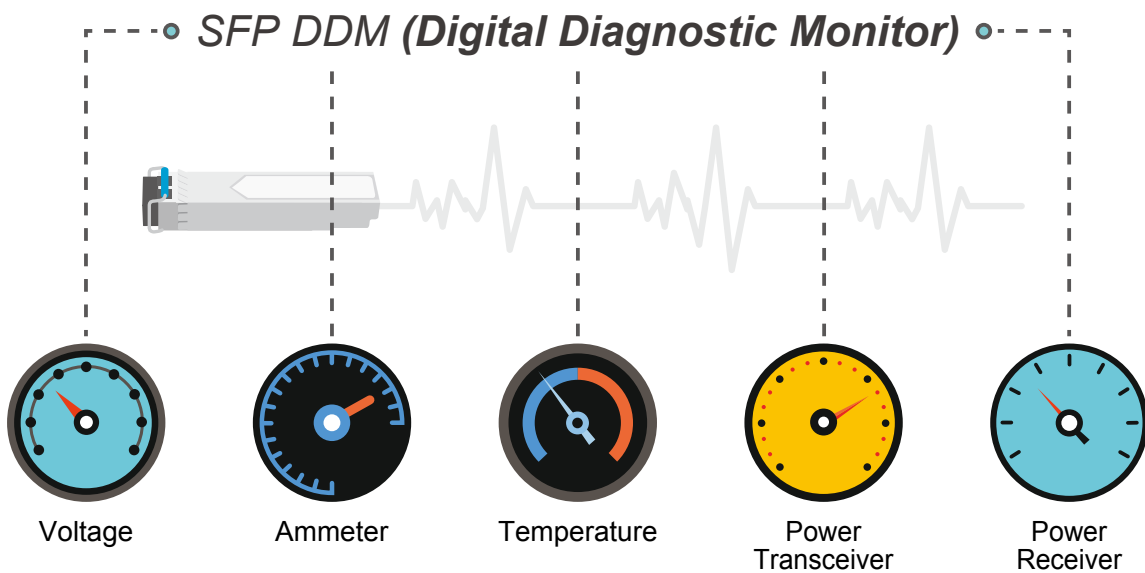 SFP DDM (Digital Diagnostic Monitor)
Voltage
Ammeter
Temperature
Power
Transceiver
Power
Receiver